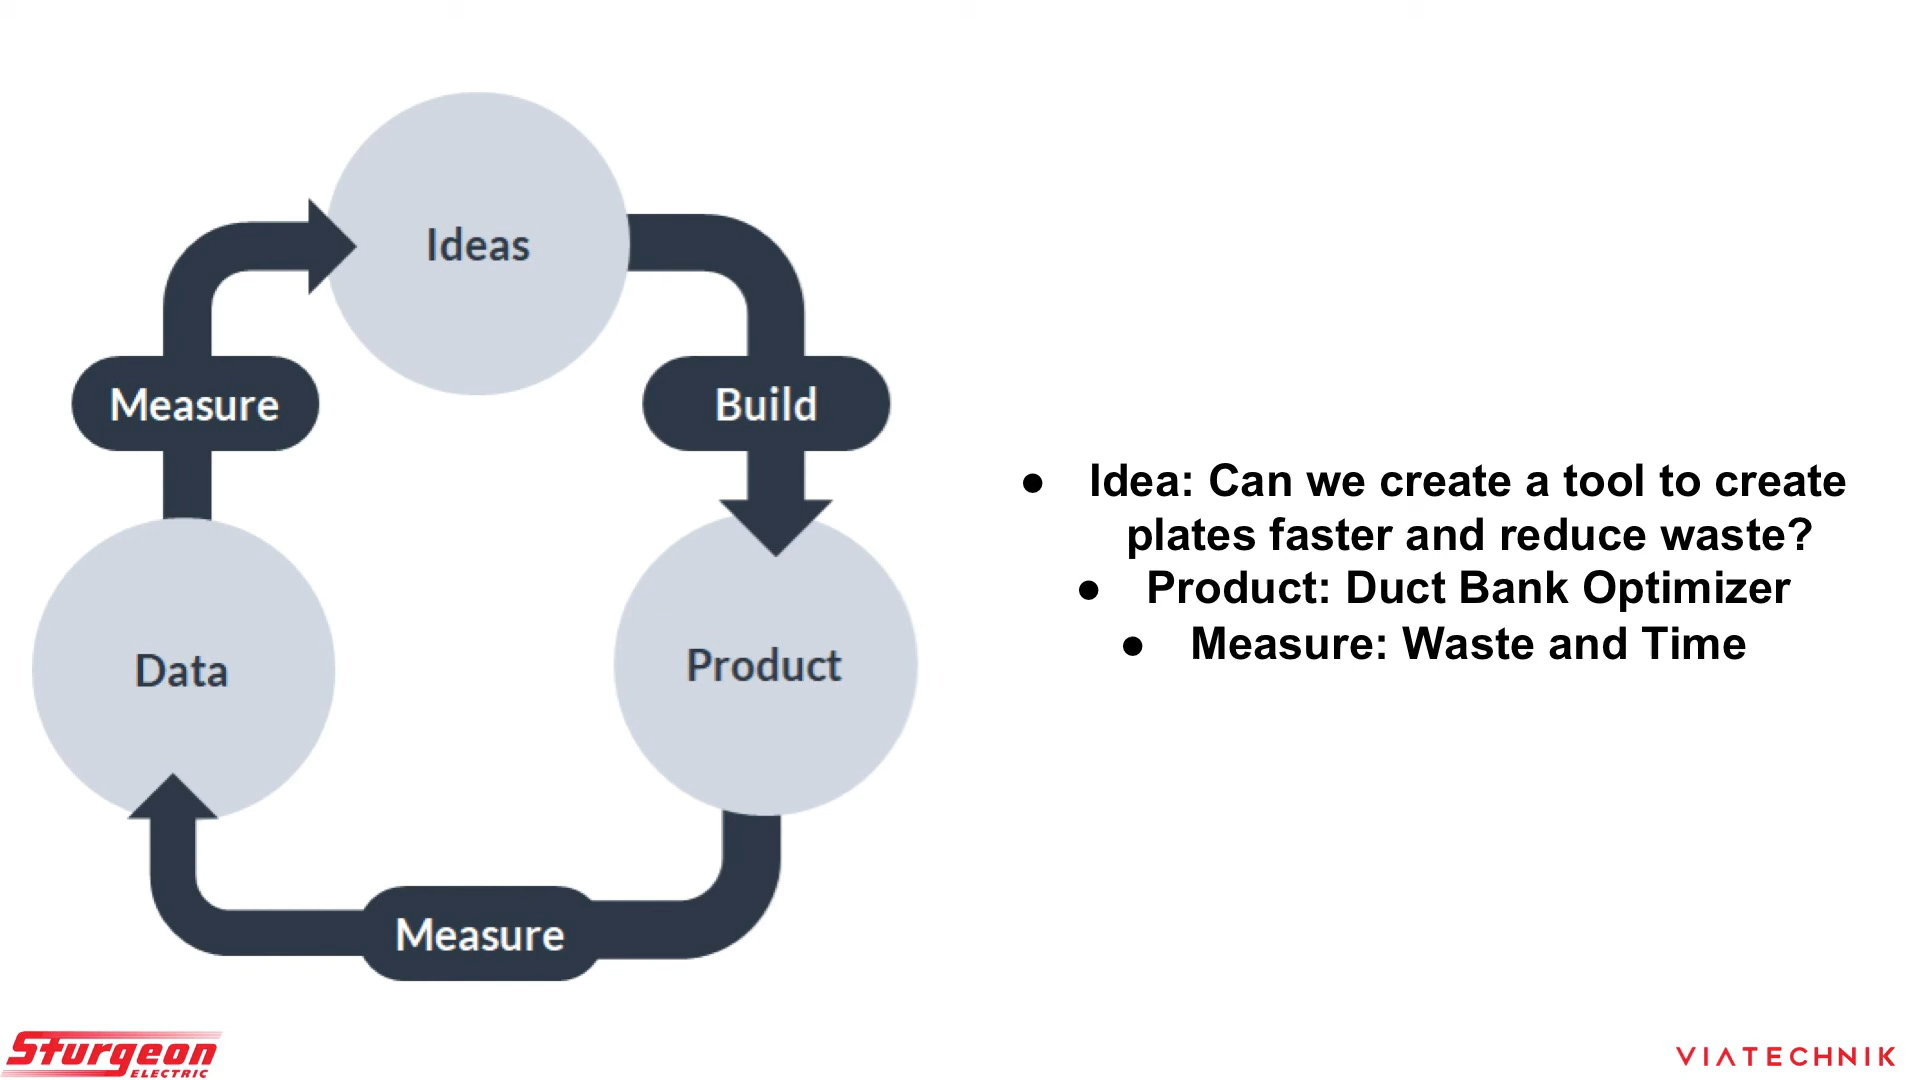 Ideas
Measure
Build
Data
Product
Measure
● Idea: Can we create a tool to create
plates faster and reduce waste?
● Product: Duct Bank Optimizer
● Measure: Waste and Time
Sturgeon
ELECTRIC
VIATECHNIK